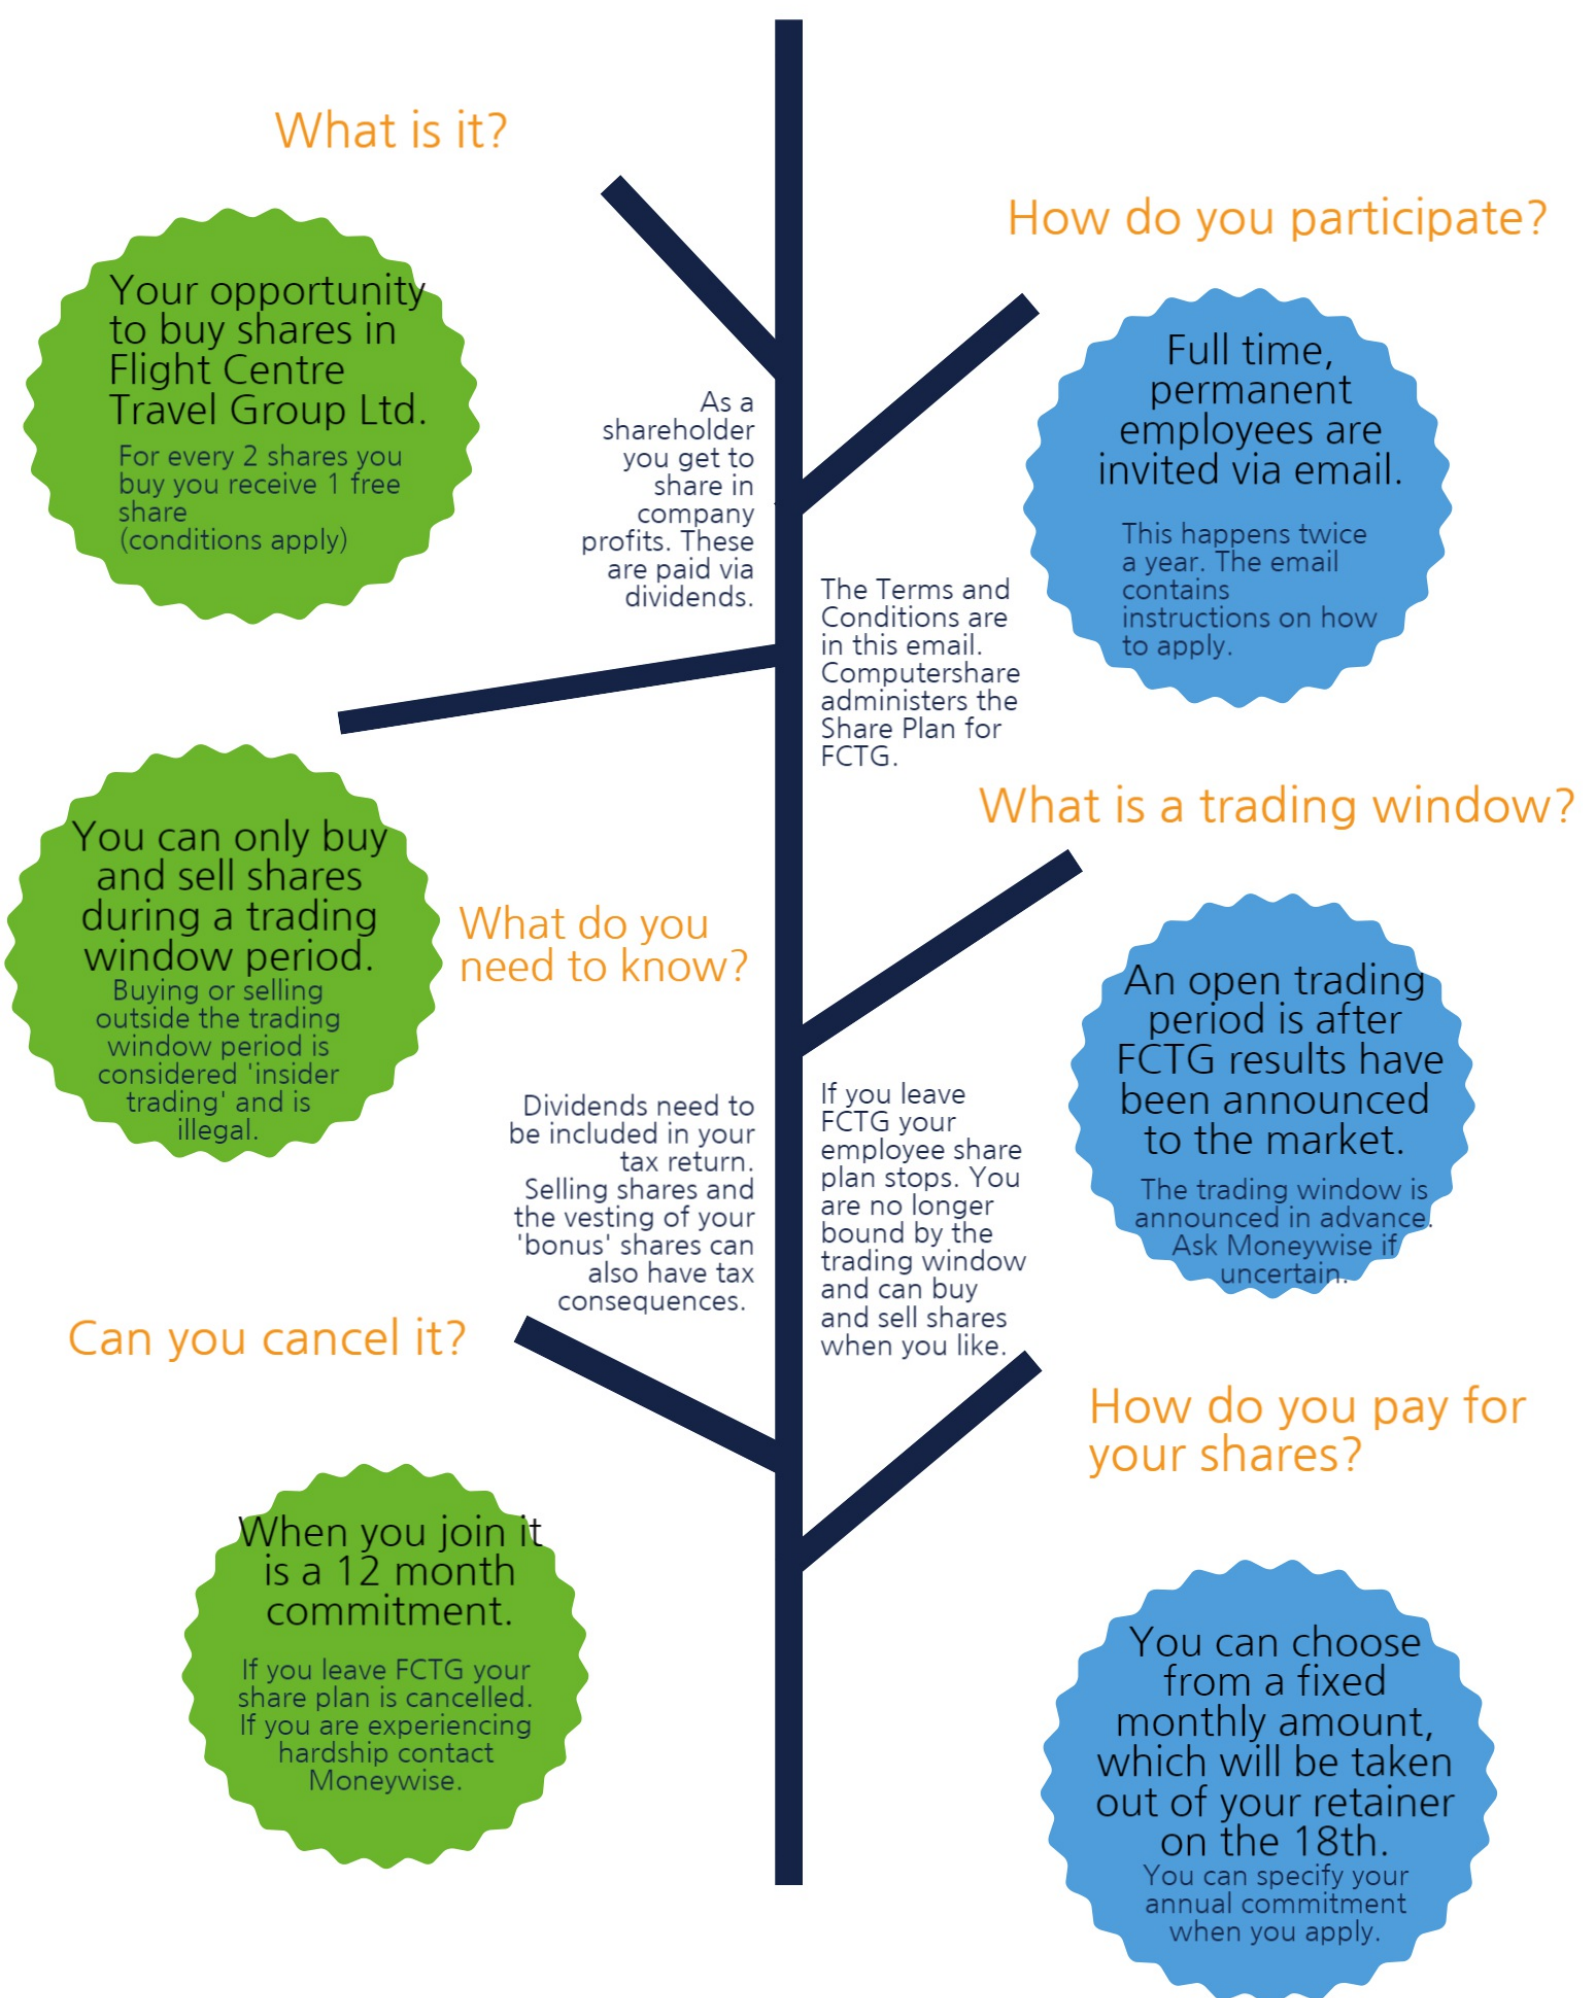 What is it?
Your opportunity
to buy shares in
Flight Centre
Travel Group Ltd.
For every 2 shares you
buy you receive 1 free
share
(conditions apply)
As a
shareholder
you get to
share in
company
profits. These
are paid via
dividends.
How do you participate?
Full time,
permanent
employees are
invited via email.
This happens twice
a year. The email
contains
instructions on how
to apply.
The Terms and
Conditions are
in this email.
Computershare
administers the
Share Plan for
FCTG.
What do you
need to know?
You can only buy
and sell shares
during a trading
window period.
Buying or selling
outside the trading
window period is
considered 'insider
trading' and is
illegal.
Dividends need to
be included in your
tax return.
Selling shares and
the vesting of your
'bonus' shares can
also have tax
consequences.
What is a trading window?
An open trading
period is after
FCTG results have
been announced
to the market.
The trading window is
announced in advance.
Ask Moneywise if
uncertain.
If you leave
FCTG your
employee share
plan stops. You
are no longer
bound by the
trading window
and can buy
and sell shares
when you like.
Can you cancel it?
When you join it
is a 12 month
commitment.
If you leave FCTG your
share plan is cancelled.
If you are experiencing
hardship contact
Moneywise.
How do you pay for
your shares?
You can choose
from a fixed
monthly amount,
which will be taken
out of your retainer
on the 18th.
You can specify your
annual commitment
when you apply.